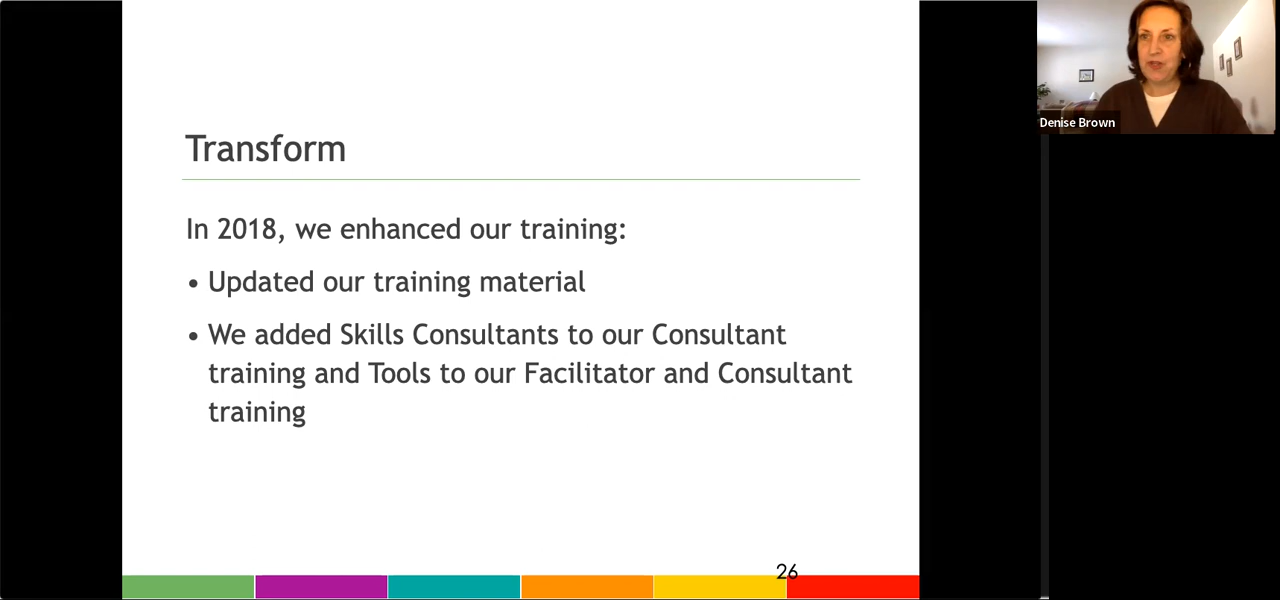 Transform
In 2018, we enhanced our training:
• Updated our training material
• We added Skills Consultants to our Consultant
training and Tools to our Facilitator and Consultant
training
26
Denise Brown